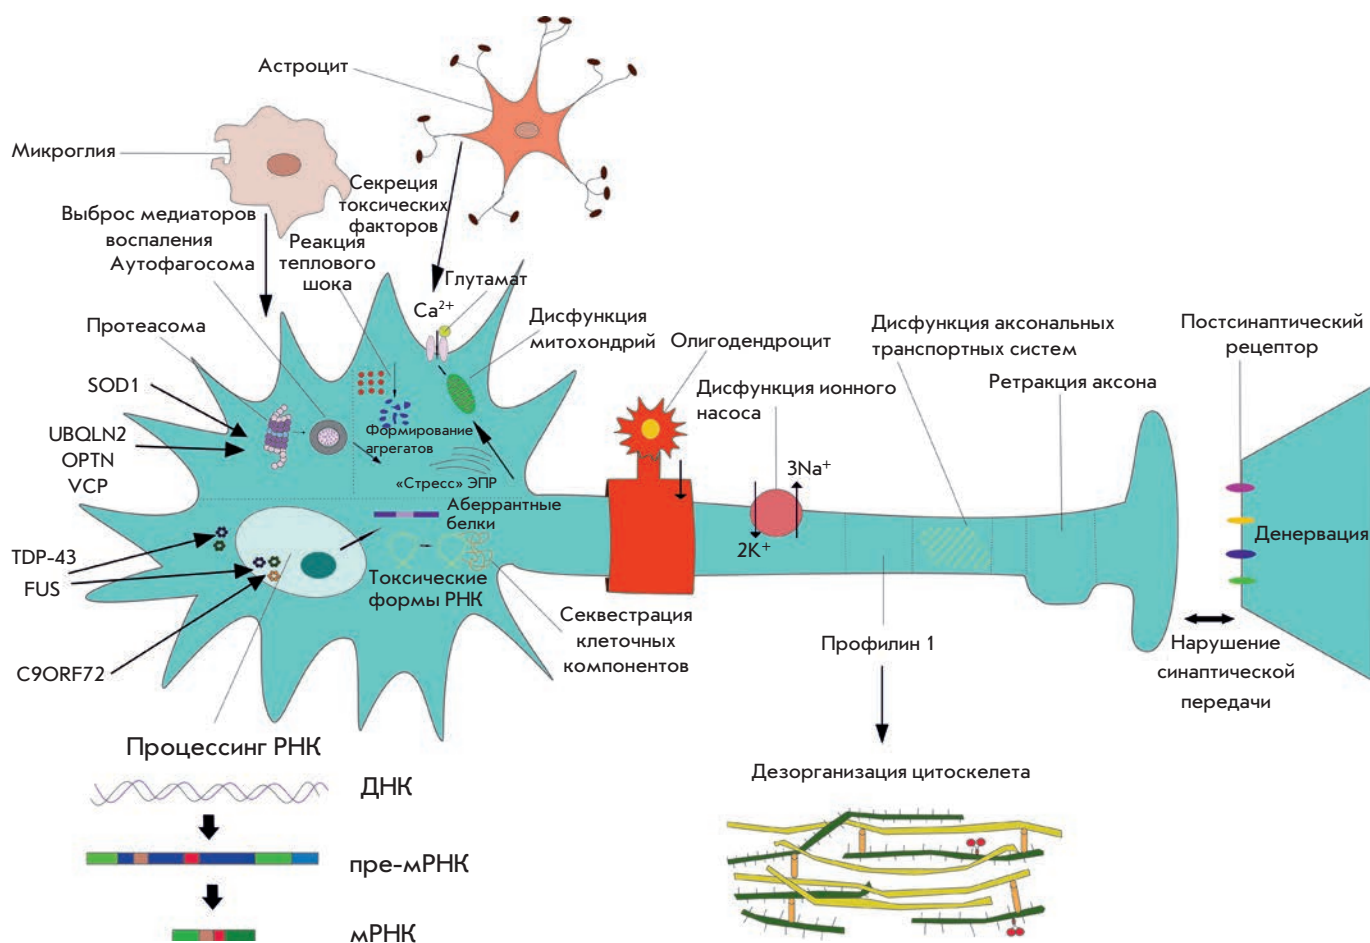 Астроцит
Микроглия
Секреция
токсических
факторов
Выброс медиаторов
воспаления
Аутофагосома
Реакция
теплового
шока
Глутамат
Ca²⁺
Протеасома
Дисфункция
митохондрий
SOD1
UBQLN2
OPTN
VCP
Формирование
агрегатов
«Стресс» ЭПР
Аберрантные
белки
Токсические
формы РНК
TDP-43
FUS
C9ORF72
Секвестрация
клеточных
компонентов
Олигодендроцит
Дисфункция ионного
насоса
3Na⁺
2K⁺
Дисфункция аксональных
транспортных систем
Ретракция аксона
Постсинаптический
рецептор
Денервация
Нарушение
синаптической
передачи
Профилин 1
Дезорганизация цитоскелета
Процессинг РНК
ДНК
пре-мРНК
мРНК